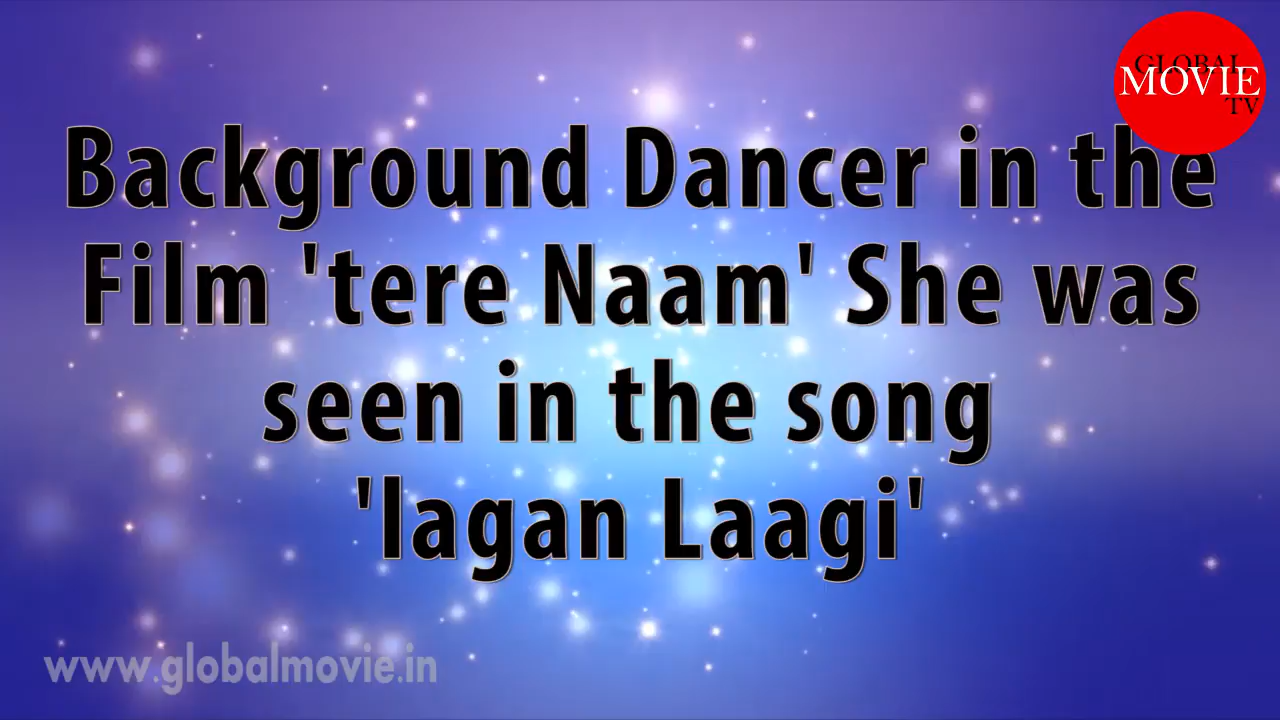 GLOBAL
MOVIE
TV
Background Dancer in the
Film 'tere Naam' She was
seen in the song
'lagan Laagi'
www.globalmovie.in